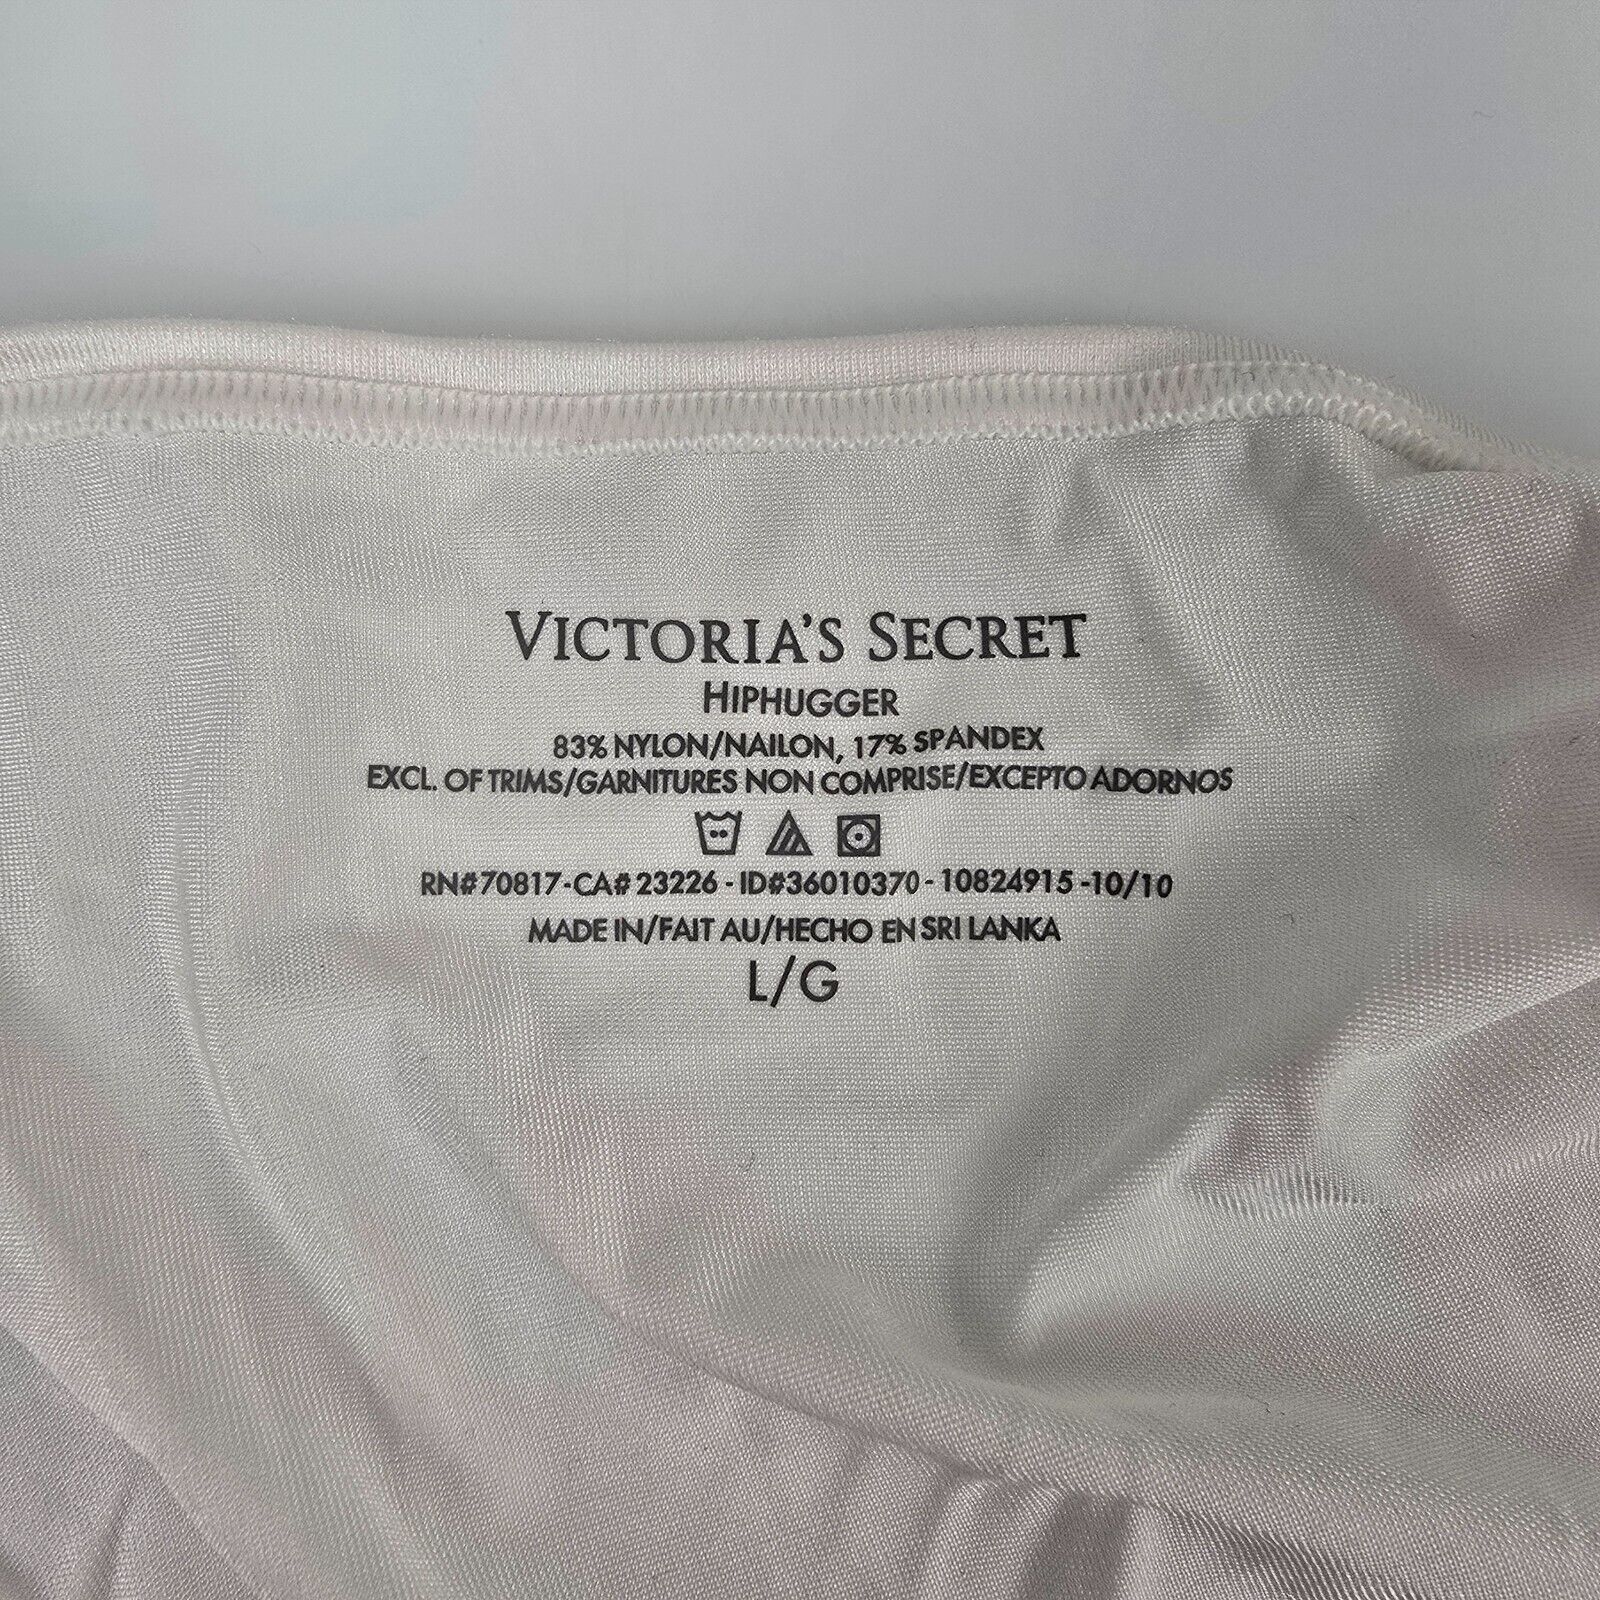 VICTORIA'S SECRET
HIPHUGGER
83% NYLON/NAILON, 17% SPANDEX
EXCL. OF TRIMS/GARNITURES NON COMPRISE/EXCEPTO ADORNOS
RN#70817-CA# 23226 - ID#36010370 - 10824915 -10/10
MADE IN/FAIT AU/HECHO EN SRI LANKA
L/G